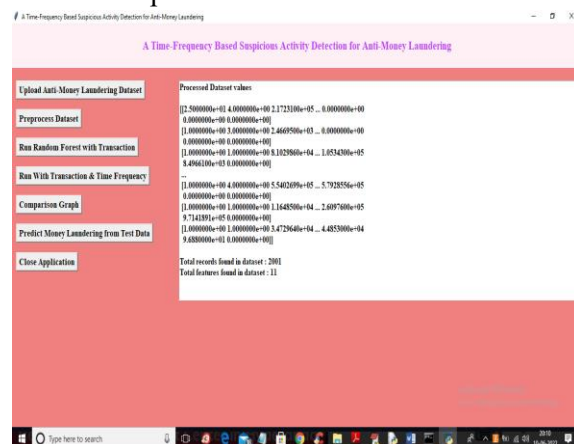 A Time-Frequency Based Suspicious Activity Detection for Anti-Money Laundering
A Time-Frequency Based Suspicious Activity Detection for Anti-Money Laundering
Upload Anti-Money Laundering Dataset
Preprocess Dataset
Run Random Forest with Transaction
Run With Transaction & Time Frequency
Comparison Graph
Predict Money Laundering from Test Data
Close Application
Processed Dataset values
[[2.5000000e+01 4.0000000e+00 2.1723100e+05 ... 0.0000000e+00
0.0000000e+00 0.0000000e+00]
[1.0000000e+00 3.0000000e+00 2.4669500e+03 ... 0.0000000e+00
0.0000000e+00 0.0000000e+00]
[1.0000000e+00 1.0000000e+00 8.1029860e+04 ... 1.0534300e+05
8.4966100e+03 0.0000000e+00]
...
[1.0000000e+00 4.0000000e+00 5.5402699e+05 ... 5.7928556e+05
0.0000000e+00 0.0000000e+00]
[1.0000000e+00 1.0000000e+00 1.1648500e+04 ... 2.6097600e+05
9.7141891e+05 0.0000000e+00]
[1.0000000e+00 1.0000000e+00 3.4729640e+04 ... 4.4853000e+04
9.6880000e+01 0.0000000e+00]]
Total records found in dataset : 2001
Total features found in dataset : 11
Type here to search
20:10